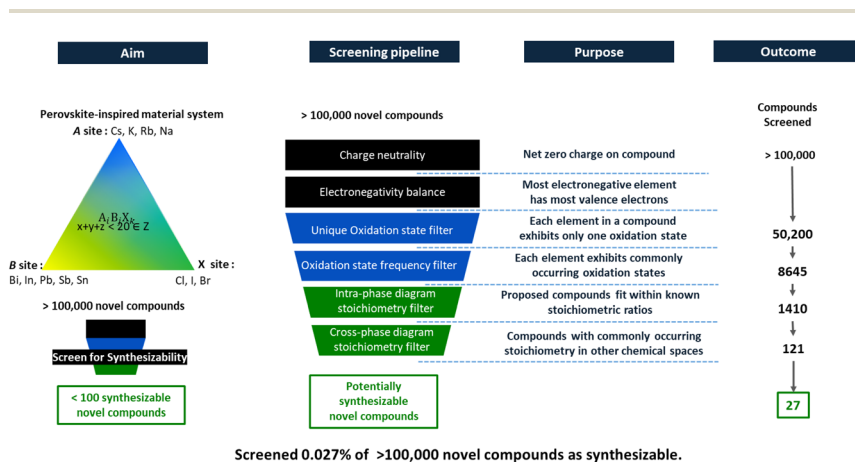 Aim
Screening pipeline
Purpose
Outcome
Perovskite-inspired material system
A site : Cs, K, Rb, Na
AᵢBᵢXₖ
x+y+z < 20 ∈ Z
B site :
Bi, In, Pb, Sb, Sn
X site :
Cl, I, Br
> 100,000 novel compounds
Screen for Synthesizability
< 100 synthesizable
novel compounds
> 100,000 novel compounds
Charge neutrality
Electronegativity balance
Unique Oxidation state filter
Oxidation state frequency filter
Intra-phase diagram
stoichiometry filter
Cross-phase diagram
stoichiometry filter
Potentially
synthesizable
novel compounds
Net zero charge on compound
Most electronegative element
has most valence electrons
Each element in a compound
exhibits only one oxidation state
Each element exhibits commonly
occurring oxidation states
Proposed compounds fit within known
stoichiometric ratios
Compounds with commonly occurring
stoichiometry in other chemical spaces
Compounds
Screened
> 100,000
50,200
8645
1410
121
27
Screened 0.027% of >100,000 novel compounds as synthesizable.